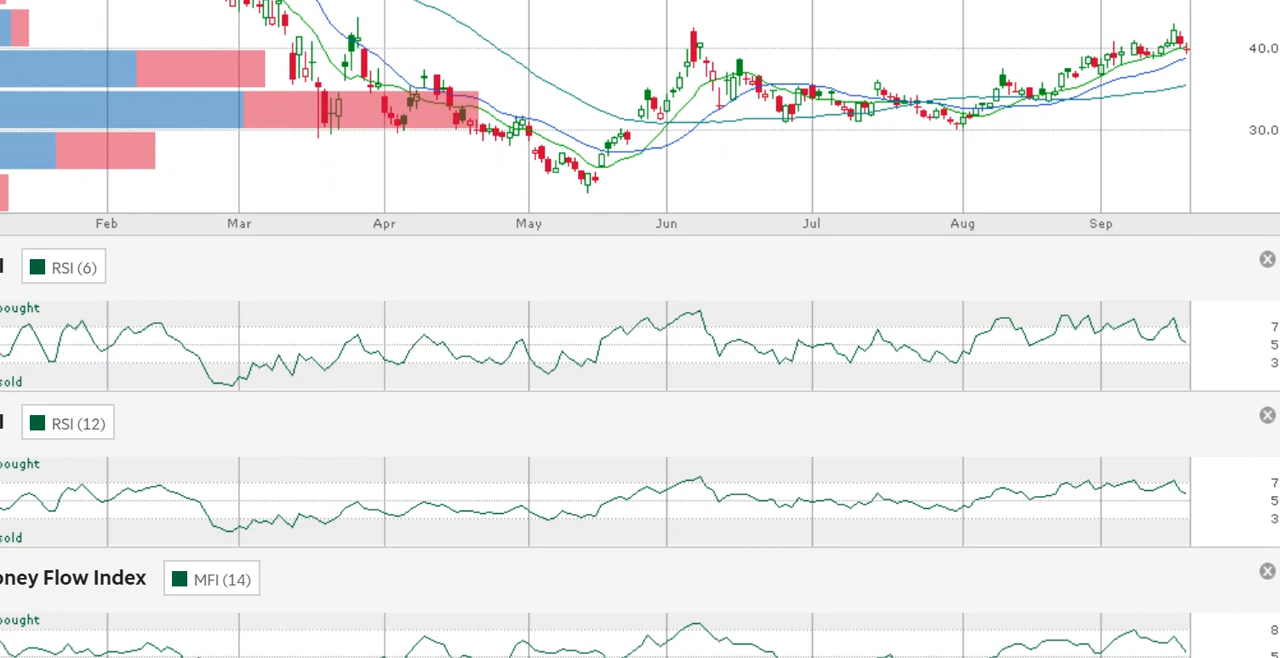 40.0
30.0
Feb Mar Apr May Jun Jul Aug Sep
RSI (6)
ought
7
5
3
sold
RSI (12)
ought
7
5
3
sold
oney Flow Index MFI (14)
ought
8
5